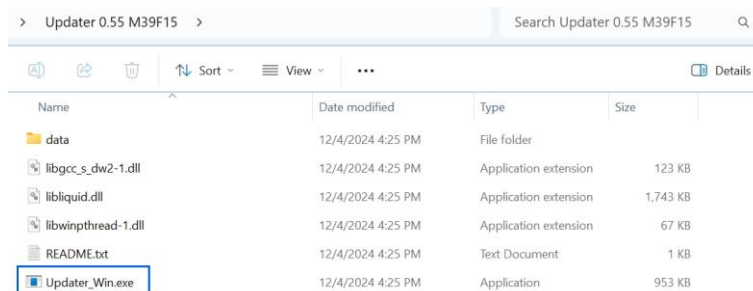 Updater 0.55 M39F15
Search Updater 0.55 M39F15
Sort View ... Details
Name Date modified Type Size
data 12/4/2024 4:25 PM File folder
libgcc_s_dw2-1.dll 12/4/2024 4:25 PM Application extension 123 KB
libliquid.dll 12/4/2024 4:25 PM Application extension 1,743 KB
libwinpthread-1.dll 12/4/2024 4:25 PM Application extension 67 KB
README.txt 12/4/2024 4:25 PM Text Document 1 KB
Updater_Win.exe 12/4/2024 4:25 PM Application 953 KB